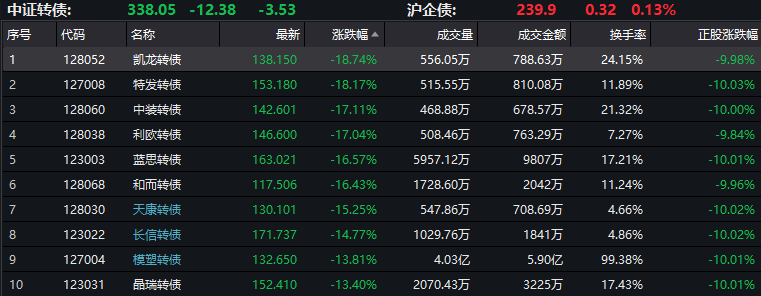 中证转债: 338.05 -12.38 -3.53 沪企债: 239.9 0.32 0.13%
序号 代码 名称 最新 涨跌幅 成交量 成交金额 换手率 正股涨跌幅
1 128052 凯龙转债 138.150 -18.74% 556.05万 788.63万 24.15% -9.98%
2 127008 特发转债 153.180 -18.17% 515.55万 810.08万 11.89% -10.03%
3 128060 中装转债 142.601 -17.11% 468.88万 678.57万 21.32% -10.00%
4 128038 利欧转债 146.600 -17.04% 508.46万 763.29万 7.27% -9.84%
5 123003 蓝思转债 163.021 -16.57% 5957.12万 9807万 17.21% -10.01%
6 128068 和而转债 117.506 -16.43% 1728.60万 2042万 11.24% -9.96%
7 128030 天康转债 130.101 -15.25% 547.86万 708.69万 4.66% -10.02%
8 123022 长信转债 171.737 -14.77% 1029.76万 1841万 4.86% -10.02%
9 127004 模塑转债 132.650 -13.81% 4.03亿 5.90亿 99.38% -10.01%
10 123031 晶瑞转债 152.410 -13.40% 2070.43万 3225万 17.43% -10.01%